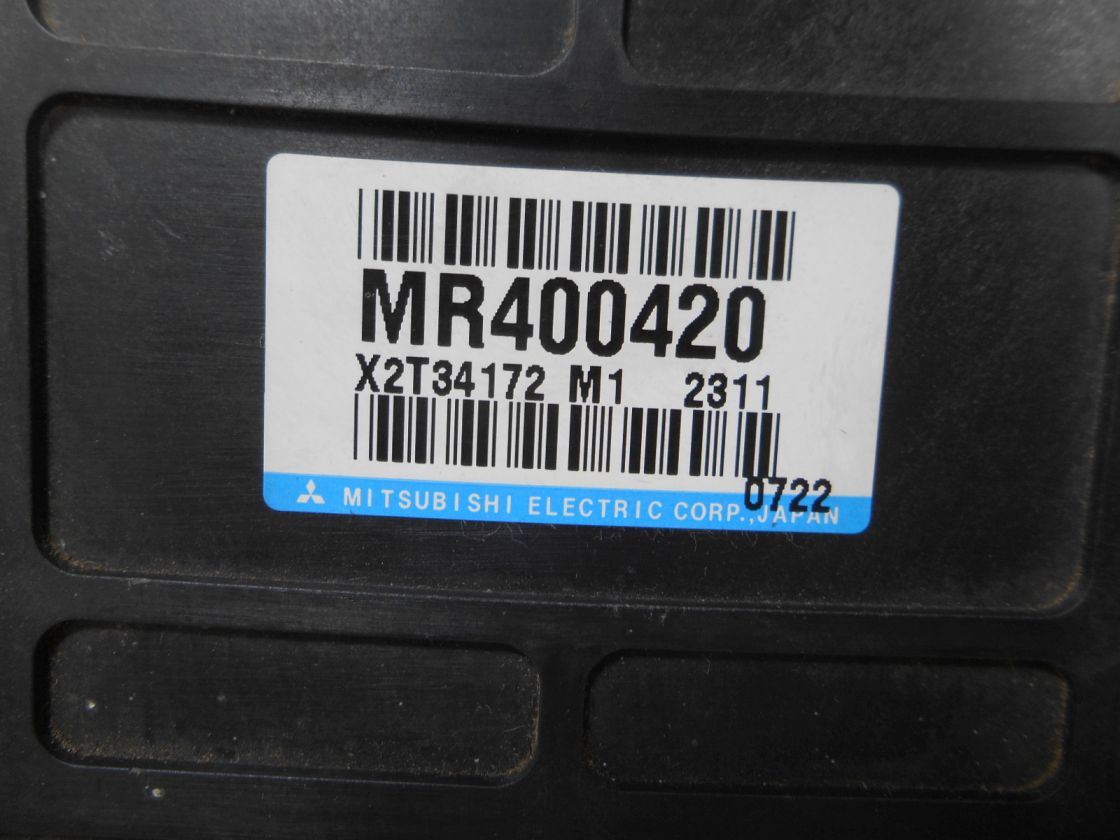 MR400420
X2T34172 M1 2311
0722
MITSUBISHI ELECTRIC CORP.,JAPAN